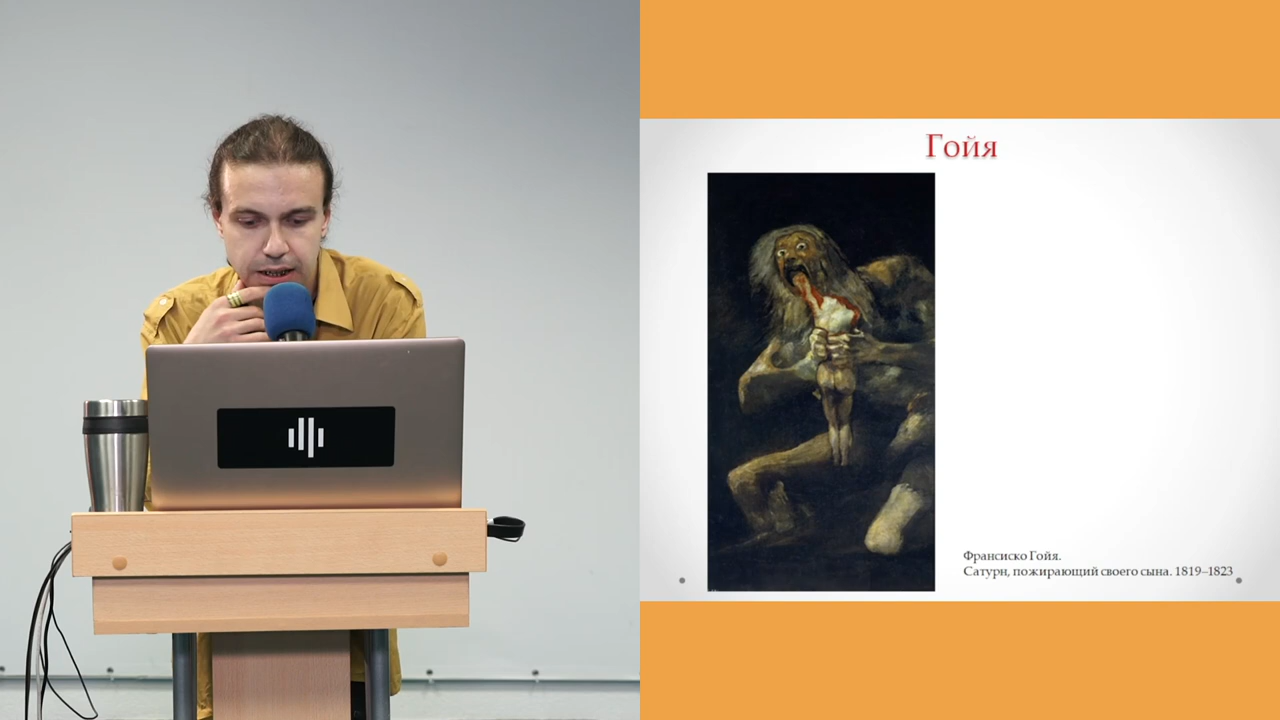 Гойя
Франсиско Гойя.
Сатурн, пожирающий своего сына. 1819–1823